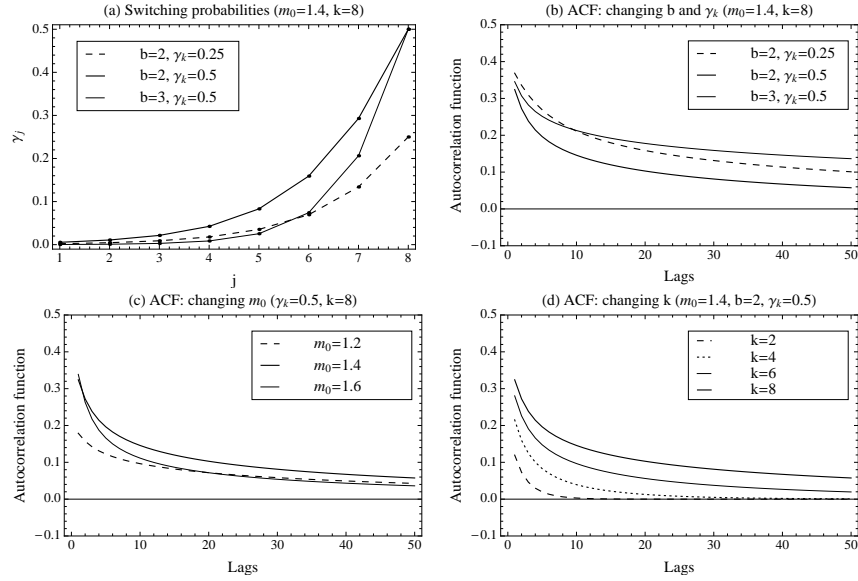 (a) Switching probabilities (m₀=1.4, k=8)
b=2, γₖ=0.25
b=2, γₖ=0.5
b=3, γₖ=0.5
γⱼ
0.5
0.4
0.3
0.2
0.1
0.0
1 2 3 4 5 6 7 8
j
(b) ACF: changing b and γₖ (m₀=1.4, k=8)
b=2, γₖ=0.25
b=2, γₖ=0.5
b=3, γₖ=0.5
Autocorrelation function
0.5
0.4
0.3
0.2
0.1
0.0
−0.1
0 10 20 30 40 50
Lags
(c) ACF: changing m₀ (γₖ=0.5, k=8)
m₀=1.2
m₀=1.4
m₀=1.6
Autocorrelation function
0.5
0.4
0.3
0.2
0.1
0.0
−0.1
0 10 20 30 40 50
Lags
(d) ACF: changing k (m₀=1.4, b=2, γₖ=0.5)
k=2
k=4
k=6
k=8
Autocorrelation function
0.5
0.4
0.3
0.2
0.1
0.0
−0.1
0 10 20 30 40 50
Lags